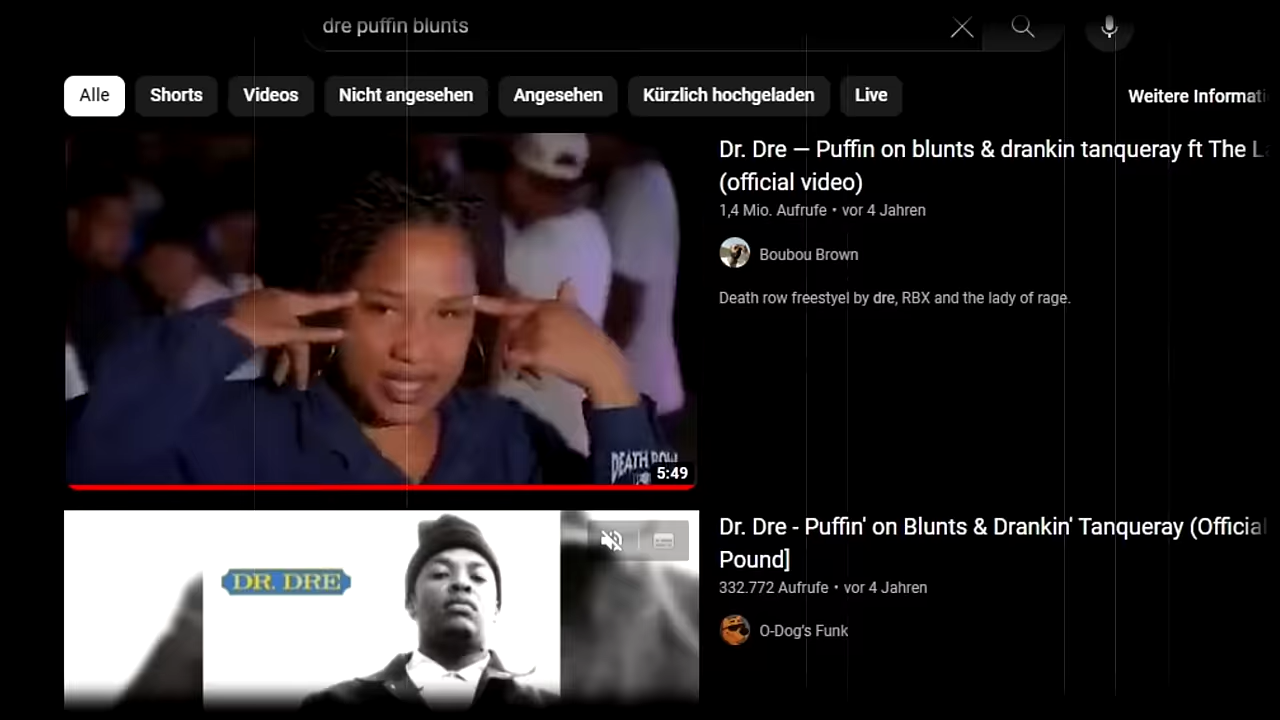 dre puffin blunts
Alle Shorts Videos Nicht angesehen Angesehen Kürzlich hochgeladen Live Weitere
Dr. Dre — Puffin on blunts & drankin tanqueray ft The
(official video)
1,4 Mio. Aufrufe • vor 4 Jahren
Boubou Brown
Death row freestyel by dre, RBX and the lady of rage.
DEATH ROW
5:49
Dr. Dre - Puffin' on Blunts & Drankin' Tanqueray (Official
Pound]
332.772 Aufrufe • vor 4 Jahren
O-Dog's Funk
DR. DRE